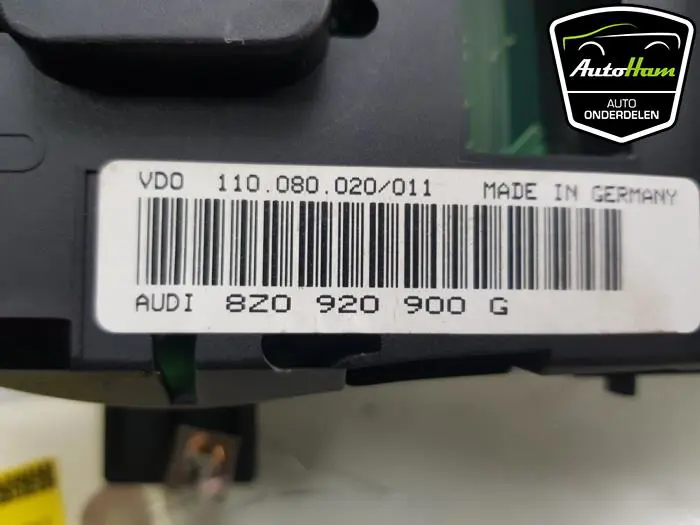 AutoHam
AUTO
ONDERDELEN
VDO 110.080.020/011 MADE IN GERMANY
AUDI 8Z0 920 900 G